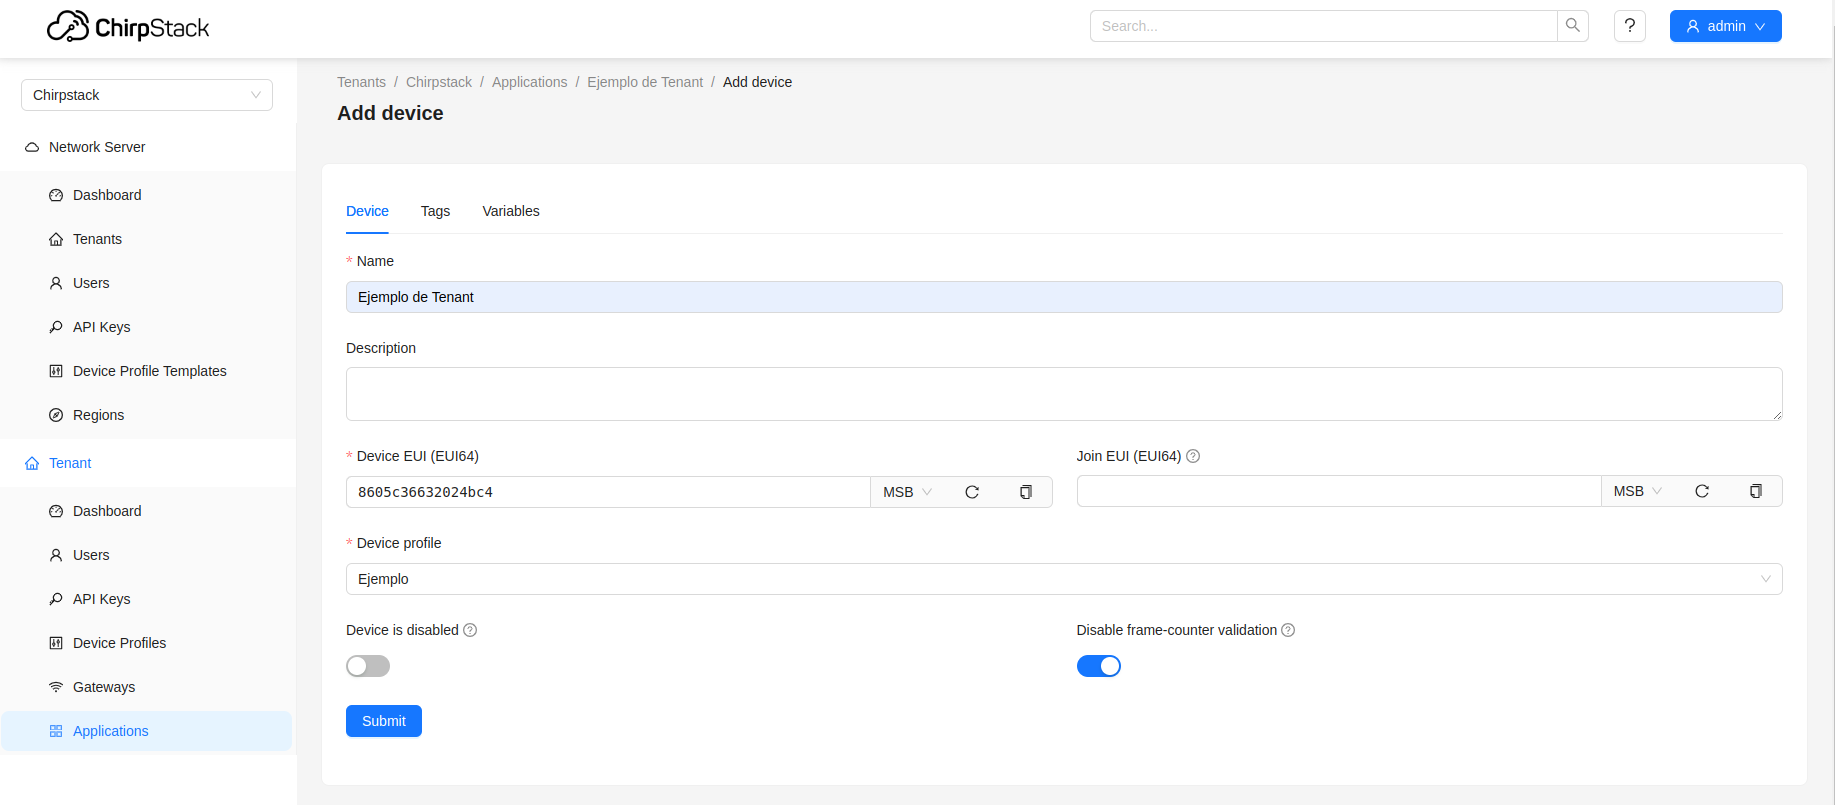 ChirpStack
Search...
?
admin
Chirpstack
Network Server
Dashboard
Tenants
Users
API Keys
Device Profile Templates
Regions
Tenant
Dashboard
Users
API Keys
Device Profiles
Gateways
Applications
Tenants / Chirpstack / Applications / Ejemplo de Tenant / Add device
Add device
Device Tags Variables
* Name
Ejemplo de Tenant
Description
* Device EUI (EUI64)
8605c36632024bc4 MSB
Join EUI (EUI64) ?
MSB
* Device profile
Ejemplo
Device is disabled ?
Disable frame-counter validation ?
Submit